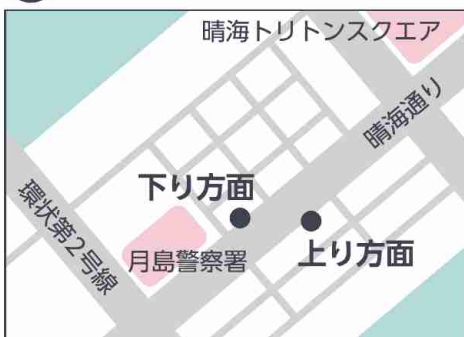 晴海トリトンスクエア
晴海通り
下り方面
環状第2号線
月島警察署
上り方面